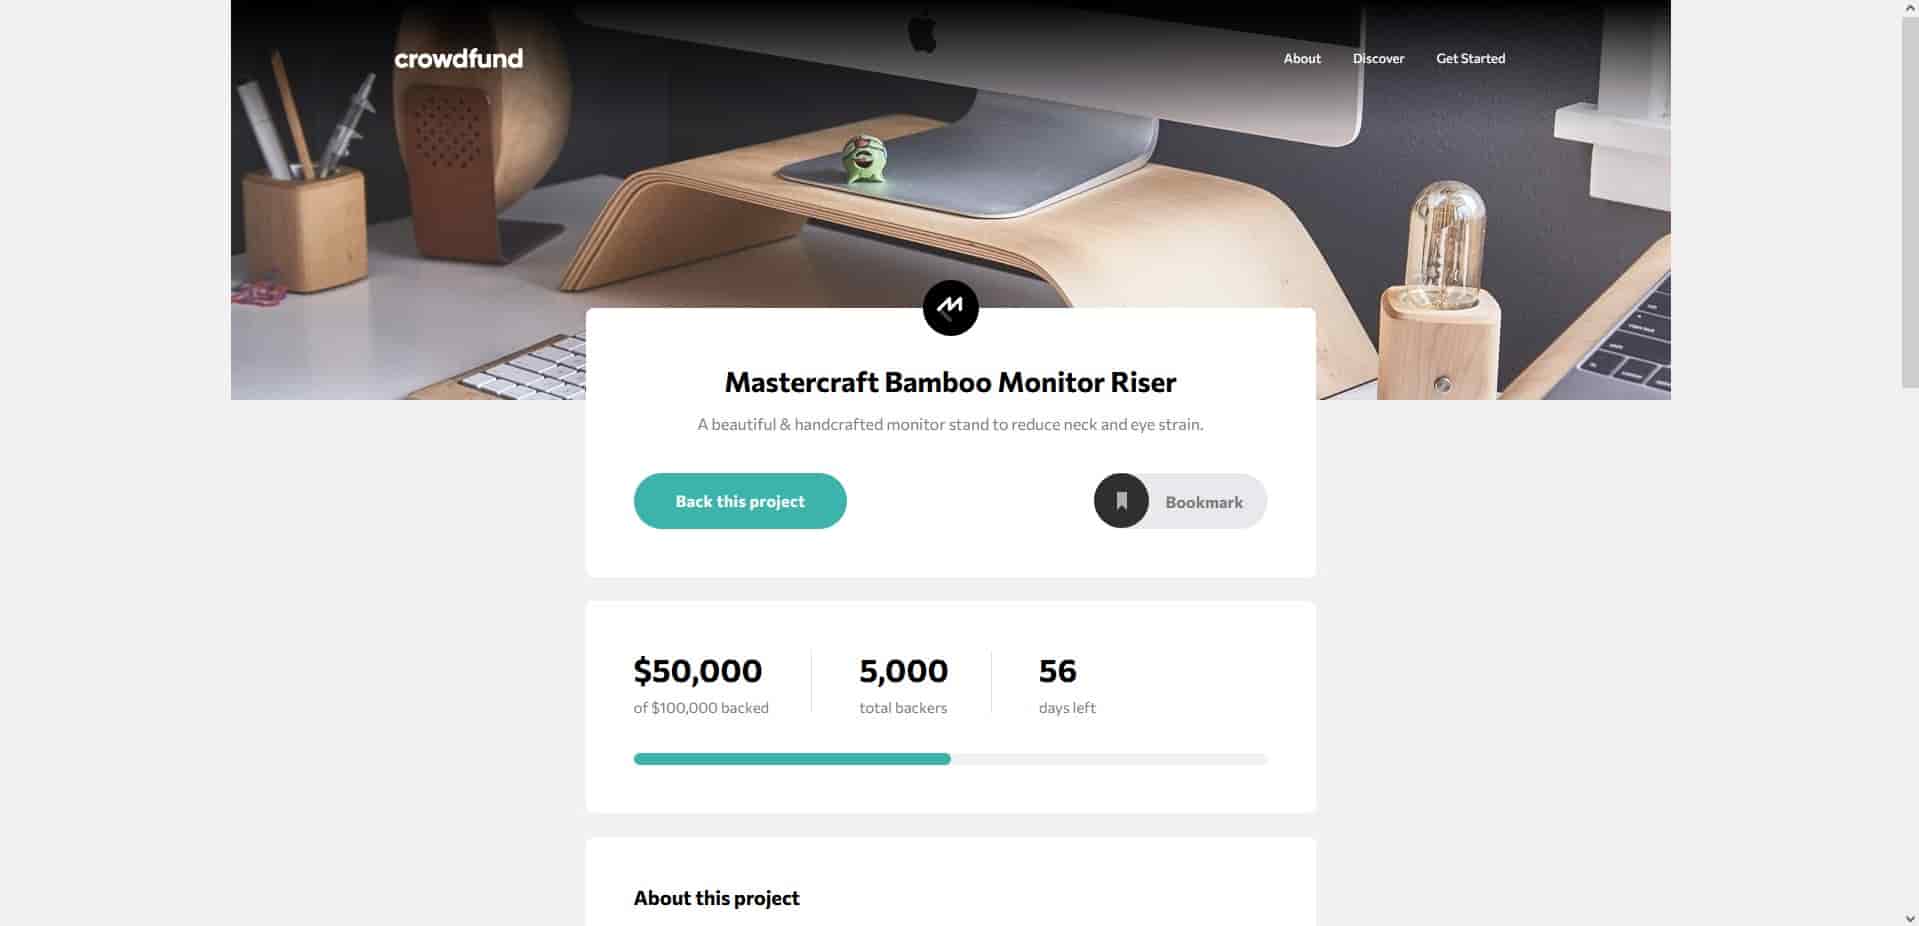 crowdfund
About Discover Get Started
Mastercraft Bamboo Monitor Riser
A beautiful & handcrafted monitor stand to reduce neck and eye strain.
Back this project Bookmark
$50,000 5,000 56
of $100,000 backed total backers days left
About this project